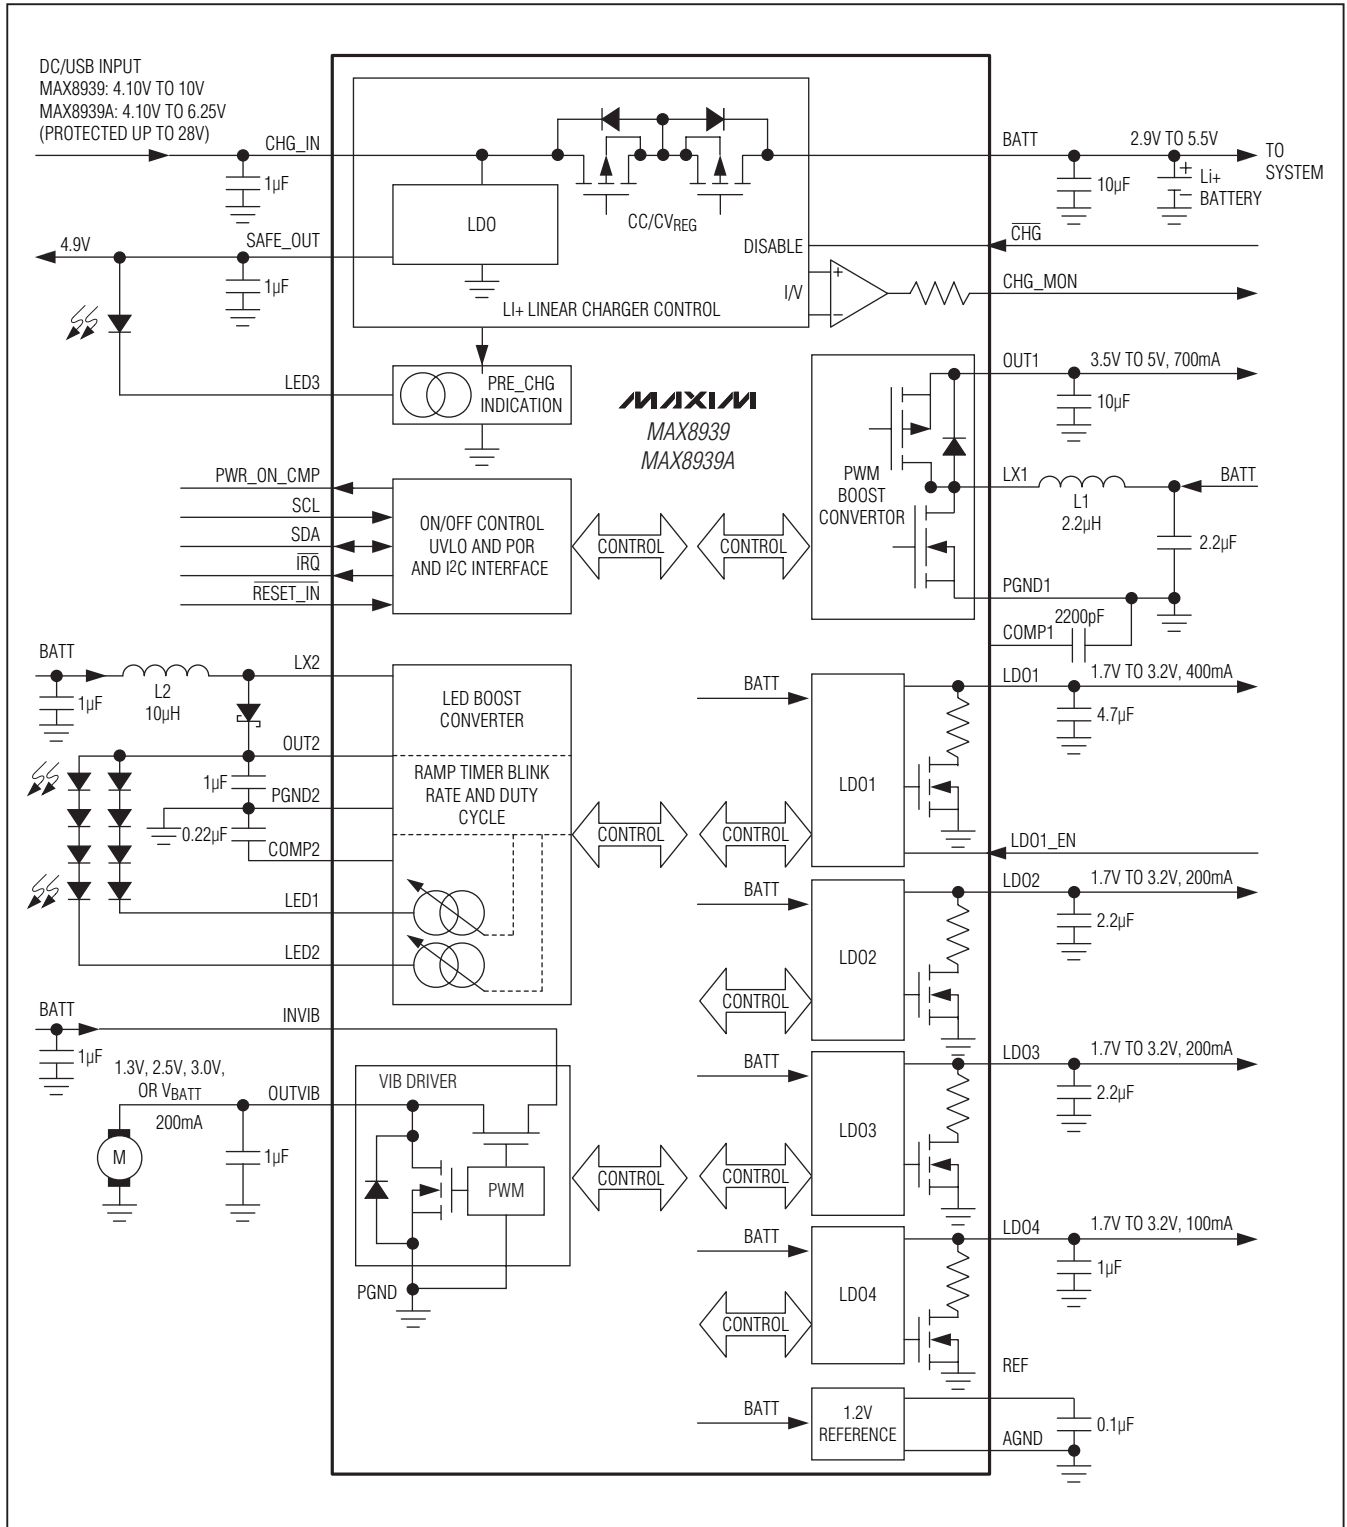 DC/USB INPUT
MAX8939: 4.10V TO 10V
MAX8939A: 4.10V TO 6.25V
(PROTECTED UP TO 28V)
CHG_IN
1µF
4.9V
SAFE_OUT
1µF
LED3
LDO
CC/CVREG
DISABLE
I/V
+
−
LI+ LINEAR CHARGER CONTROL
PRE_CHG
INDICATION
MAXIM
MAX8939
MAX8939A
BATT
2.9V TO 5.5V
TO
SYSTEM
10µF
+
−
Li+
BATTERY
CHG
CHG_MON
OUT1
3.5V TO 5V, 700mA
10µF
PWM
BOOST
CONVERTOR
LX1
L1
2.2µH
BATT
2.2µF
PGND1
2200pF
COMP1
PWR_ON_CMP
SCL
SDA
IRQ
RESET_IN
ON/OFF CONTROL
UVLO AND POR
AND I2C INTERFACE
CONTROL
CONTROL
BATT
1µF
L2
10µH
LX2
OUT2
1µF
PGND2
0.22µF
COMP2
LED1
LED2
LED BOOST
CONVERTER
RAMP TIMER BLINK
RATE AND DUTY
CYCLE
CONTROL
CONTROL
BATT
LDO1
LDO1
1.7V TO 3.2V, 400mA
4.7µF
LDO1_EN
BATT
LDO2
CONTROL
LDO2
1.7V TO 3.2V, 200mA
2.2µF
BATT
INVIB
1µF
1.3V, 2.5V, 3.0V,
OR VBATT
200mA
OUTVIB
M
1µF
VIB DRIVER
PWM
PGND
CONTROL
CONTROL
BATT
LDO3
LDO3
1.7V TO 3.2V, 200mA
2.2µF
BATT
LDO4
CONTROL
LDO4
1.7V TO 3.2V, 100mA
1µF
BATT
1.2V
REFERENCE
REF
0.1µF
AGND